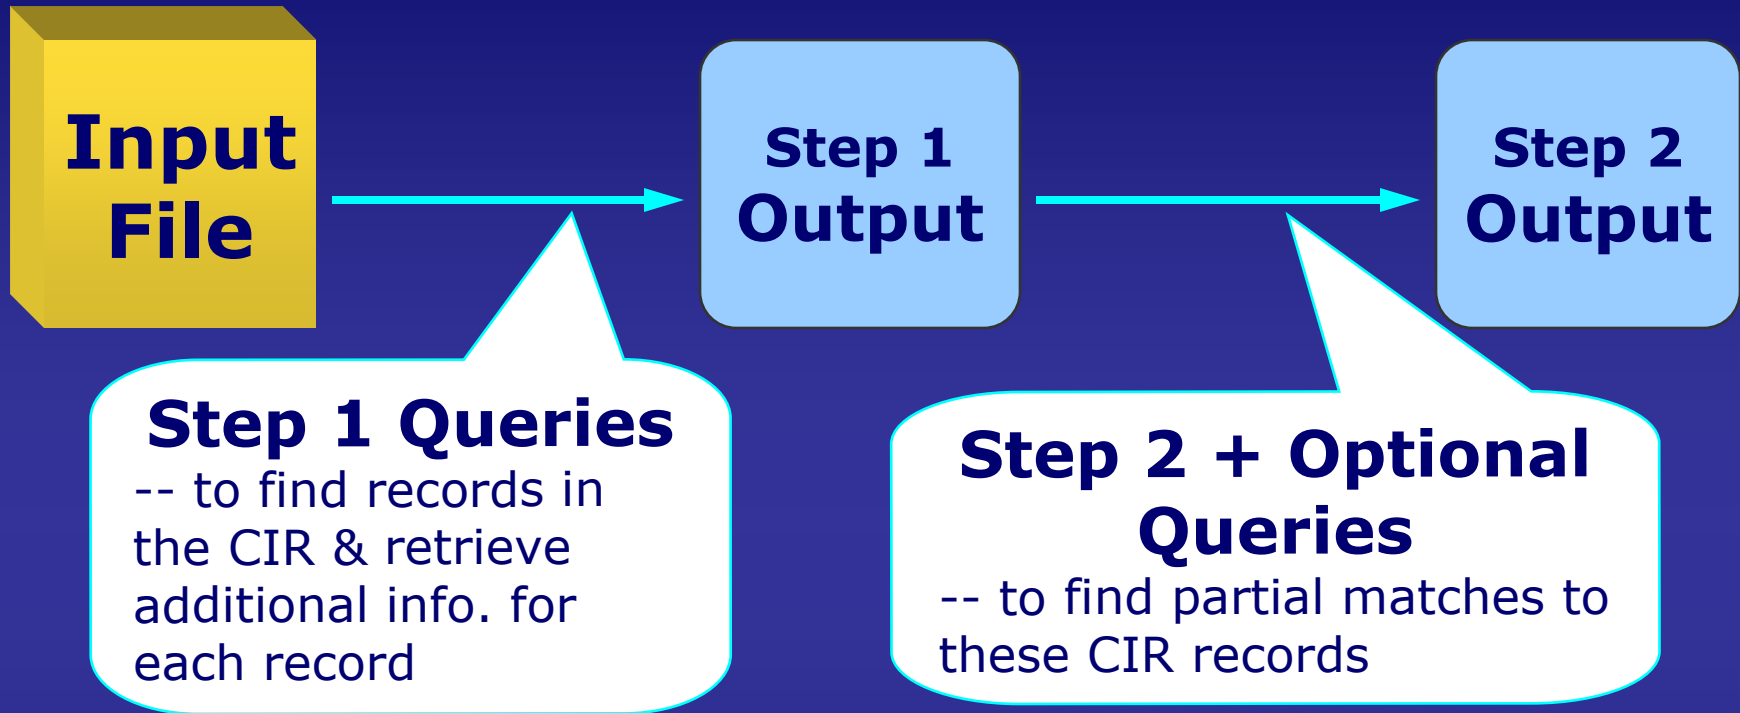 Input
File
Step 1
Output
Step 2
Output
Step 1 Queries
-- to find records in
the CIR & retrieve
additional info. for
each record
Step 2 + Optional
Queries
-- to find partial matches to
these CIR records